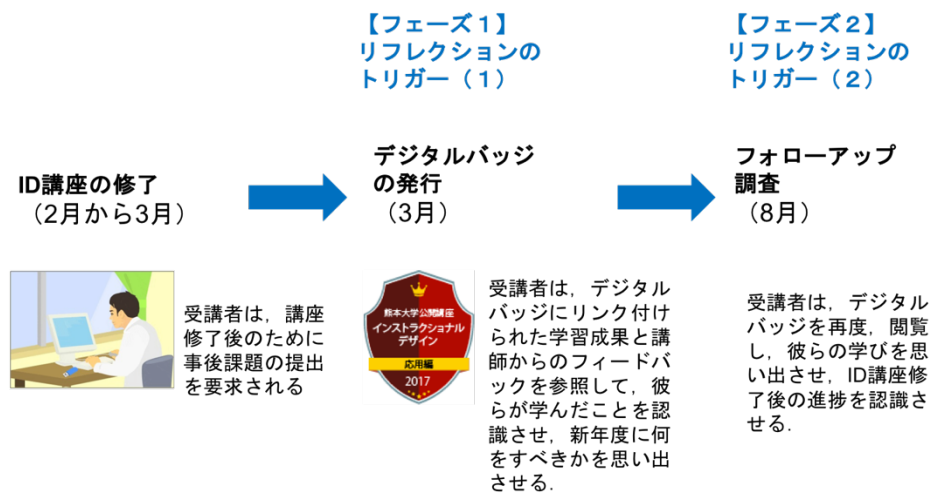 【フェーズ１】
リフレクションの
トリガー（１）
【フェーズ２】
リフレクションの
トリガー（２）
ID講座の修了
（2月から3月）
デジタルバッジ
の発行
（3月）
フォローアップ
調査
（8月）
受講者は，講座
修了後のために
事後課題の提出
を要求される
熊本大学公開講座
インストラクショナル
デザイン
応用編
2017
受講者は，デジタル
バッジにリンク付け
られた学習成果と講
師からのフィードバ
ックを参照して，彼
らが学んだことを認
識させ，新年度に何
をすべきかを思い出
させる．
受講者は，デジタル
バッジを再度，閲覧
し，彼らの学びを思
い出させ，ID講座修
了後の進捗を認識さ
せる．